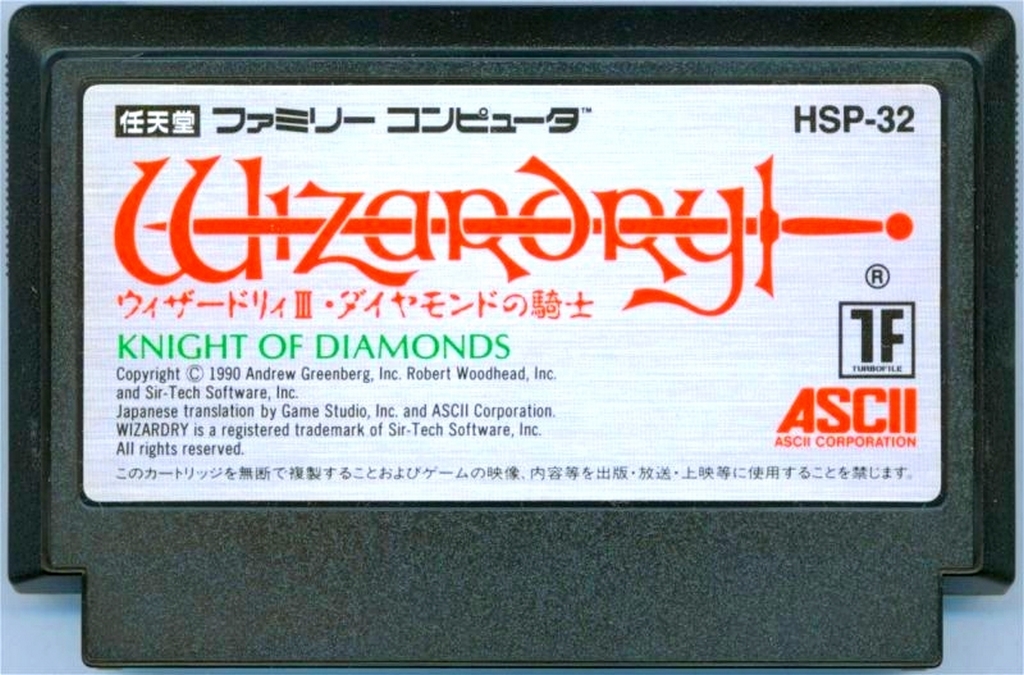 任天堂 ファミリー コンピュータ™ HSP-32
Wizardry
®
ウィザードリィⅢ・ダイヤモンドの騎士
KNIGHT OF DIAMONDS
Copyright © 1990 Andrew Greenberg, Inc. Robert Woodhead, Inc.
and Sir-Tech Software, Inc.
Japanese translation by Game Studio, Inc. and ASCII Corporation.
WIZARDRY is a registered trademark of Sir-Tech Software, Inc.
All rights reserved.
TF
TURBOFILE
ASCII
ASCII CORPORATION
このカートリッジを無断で複製することおよびゲームの映像、内容等を出版・放送・上映等に使用することを禁じます。